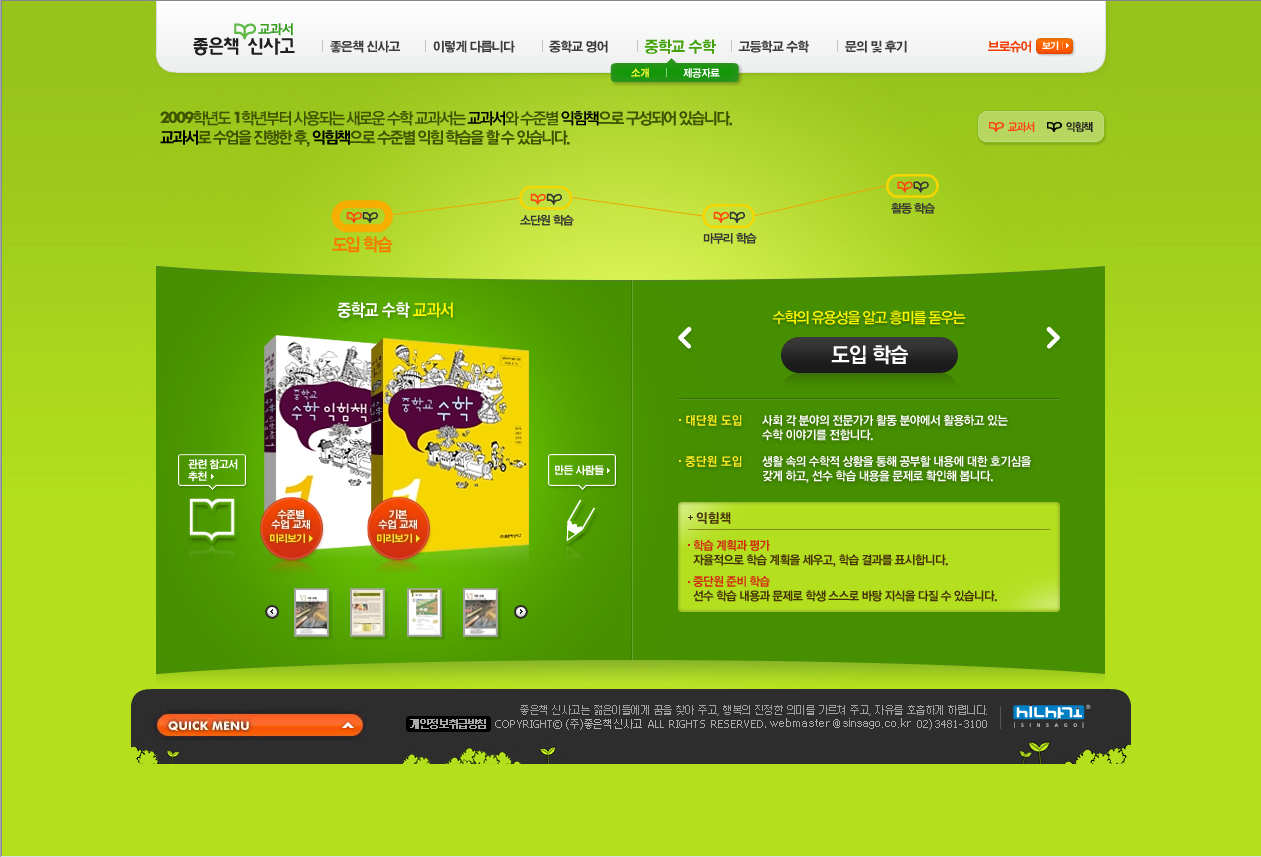 교과서
좋은책 신사고
좋은책 신사고
이렇게 다릅니다
중학교 영어
중학교 수학
고등학교 수학
문의 및 후기
브로슈어 보기
소개
제공자료
2009학년도 1학년부터 사용되는 새로운 수학 교과서는 교과서와 수준별 익힘책으로 구성되어 있습니다.
교과서로 수업을 진행한 후, 익힘책으로 수준별 익힘 학습을 할 수 있습니다.
교과서 익힘책
도입 학습
소단원 학습
마무리 학습
활동 학습
중학교 수학 교과서
중학교
수학 익힘책
1
중학교 수학
1
관련 참고서
추천
만든 사람들
수준별
수업 교재
미리보기
기본
수업 교재
미리보기
수학의 유용성을 알고 흥미를 돋우는
도입 학습
· 대단원 도입 사회 각 분야의 전문가가 활동 분야에서 활용하고 있는
수학 이야기를 전합니다.
· 중단원 도입 생활 속의 수학적 상황을 통해 공부할 내용에 대한 호기심을
갖게 하고, 선수 학습 내용을 문제로 확인해 봅니다.
+ 익힘책
· 학습 계획과 평가
자율적으로 학습 계획을 세우고, 학습 결과를 표시합니다.
· 중단원 준비 학습
선수 학습 내용과 문제로 학생 스스로 바탕 지식을 다질 수 있습니다.
QUICK MENU
개인정보취급방침
좋은책 신사고는 젊은이들에게 꿈을 찾아 주고, 행복의 진정한 의미를 가르쳐 주고, 자유를 호흡하게 하렵니다.
COPYRIGHT© (주)좋은책신사고 ALL RIGHTS RESERVED. webmaster@sinsago.co.kr 02)3481-3100
SINSAGO